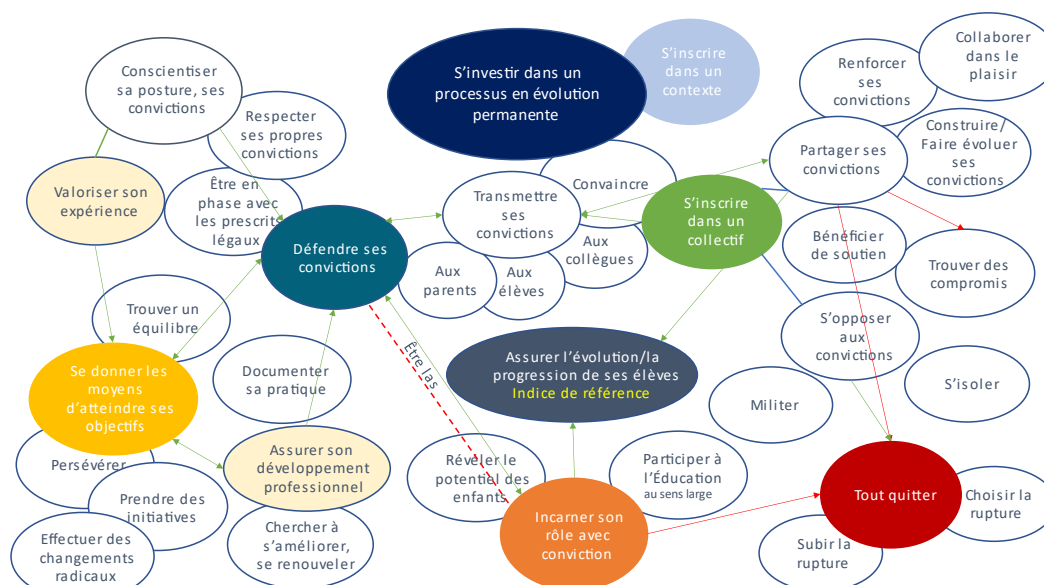 Collaborer
dans le
plaisir
Renforcer
ses
convictions
S’inscrire
dans un
contexte
S’investir dans un
processus en évolution
permanente
Conscientiser
sa posture, ses
convictions
Respecter
ses propres
convictions
Construire/
Faire évoluer
ses
convictions
Partager ses
convictions
Valoriser son
expérience
Être en
phase avec
les prescrits
légaux
Transmettre
ses
convictions
Convaincre
S’inscrire
dans un
collectif
Défendre ses
convictions
Aux
collègues
Bénéficier
de soutien
Trouver des
compromis
Aux
parents
Aux
élèves
Trouver un
équilibre
S’opposer
aux
convictions
Être las
Assurer l’évolution/la
progression de ses élèves
Indice de référence
Se donner les
moyens
d’atteindre ses
objectifs
Documenter
sa pratique
S’isoler
Militer
Persévérer
Assurer son
développement
professionnel
Révéler le
potentiel des
enfants
Participer à
l’Éducation
au sens large
Tout quitter
Choisir la
rupture
Prendre des
initiatives
Incarner son
rôle avec
conviction
Effectuer des
changements
radicaux
Chercher à
s’améliorer,
se renouveler
Subir la
rupture